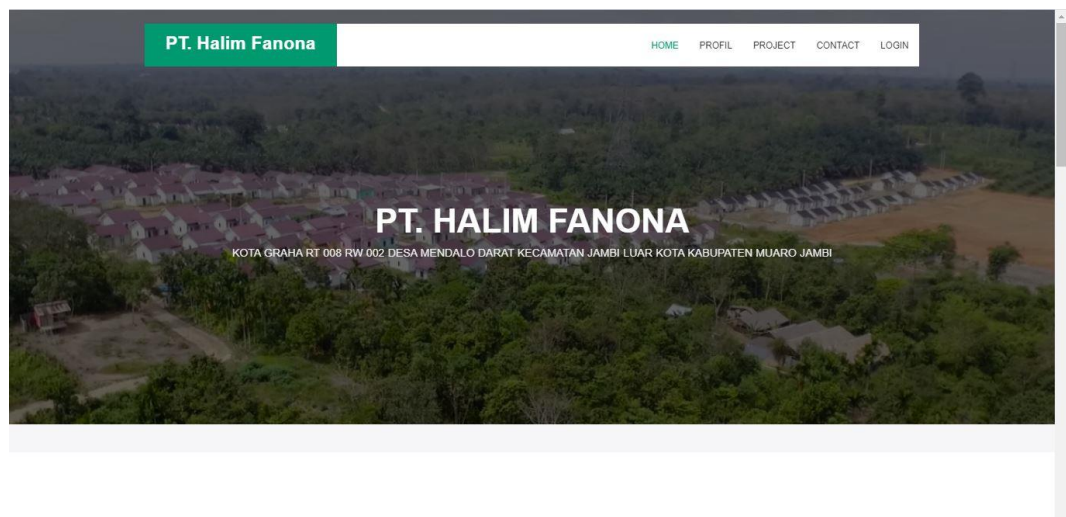 PT. Halim Fanona
HOME PROFIL PROJECT CONTACT LOGIN
PT. HALIM FANONA
KOTA GRAHA RT 008 RW 002 DESA MENDALO DARAT KECAMATAN JAMBI LUAR KOTA KABUPATEN MUARO JAMBI